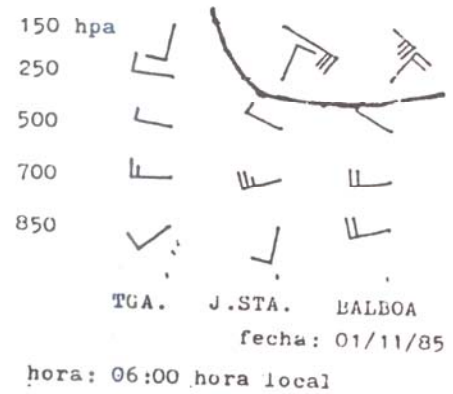 150 hpa
250
500
700
850
TGA. J.STA. BALBOA
fecha: 01/11/85
hora: 06:00 hora local